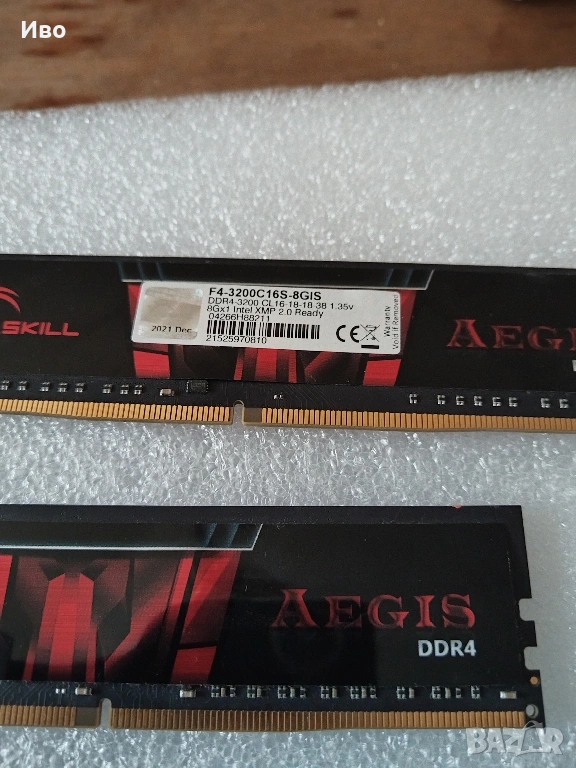 Иво
SKILL
F4-3200C16S-8GIS
DDR4-3200 CL16-18-18-38 1.35v
8Gx1 Intel XMP 2.0 Ready
04266H88211
2021 Dec
21525970810
CE
Warranty
Void If Removed
AEGIS
AEGIS
DDR4
BAZAR